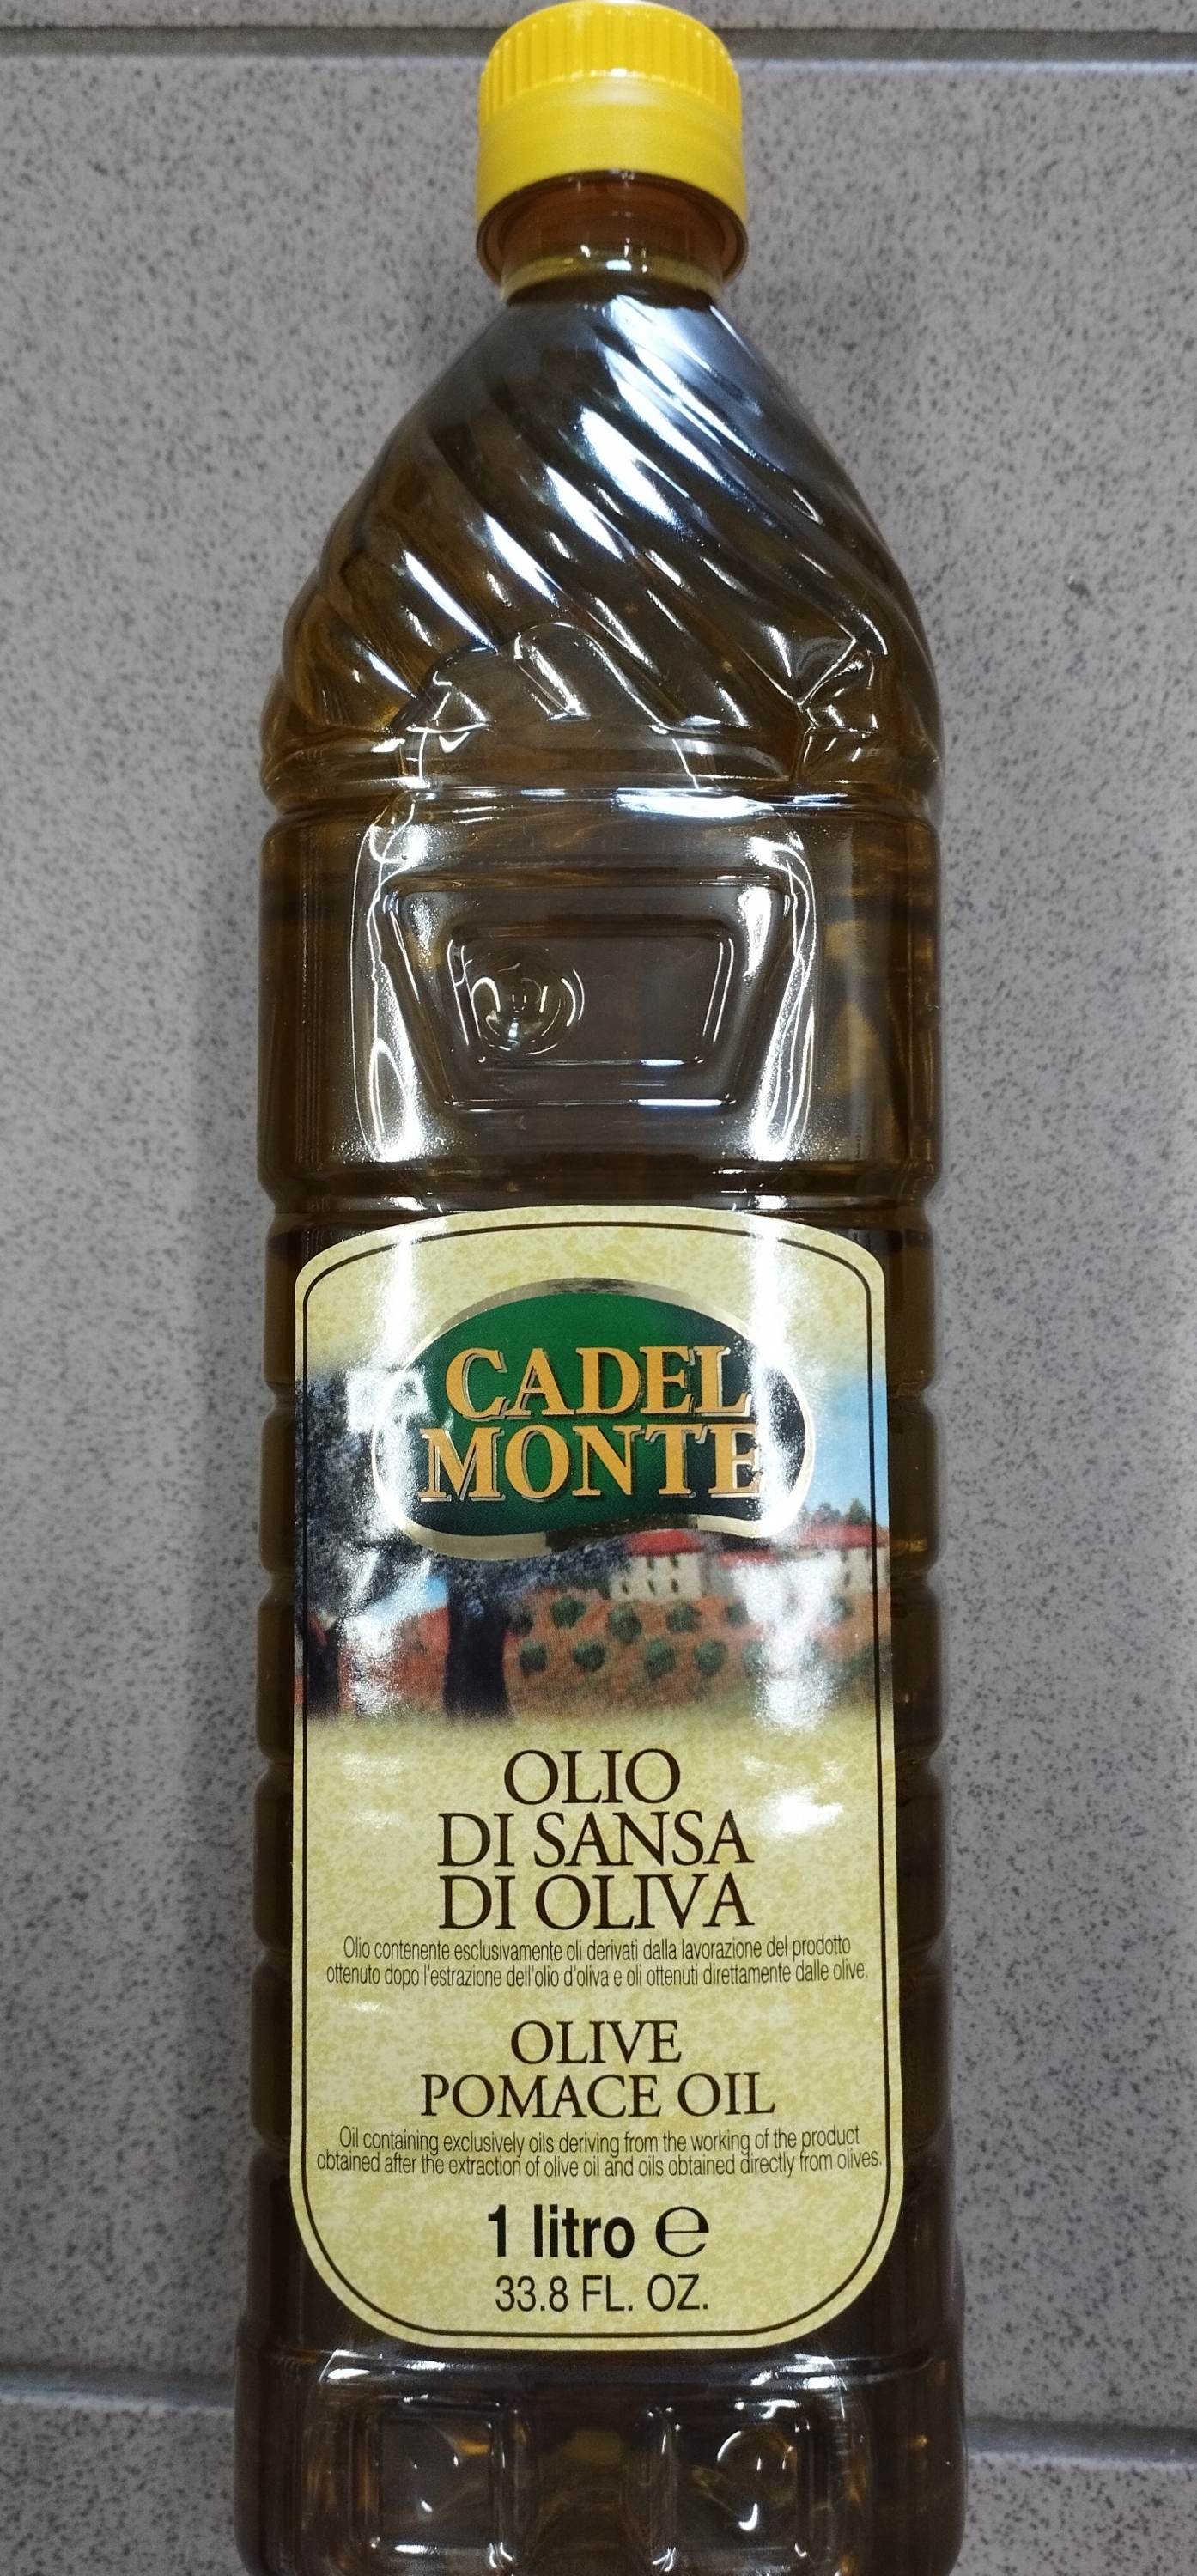 CADEL
MONTE
OLIO
DI SANSA
DI OLIVA
Olio contenente esclusivamente oli derivati dalla lavorazione del prodotto
ottenuto dopo l'estrazione dell'olio d'oliva e oli ottenuti direttamente dalle olive.
OLIVE
POMACE OIL
Oil containing exclusively oils deriving from the working of the product
obtained after the extraction of olive oil and oils obtained directly from olives.
1 litro ℮
33.8 FL. OZ.